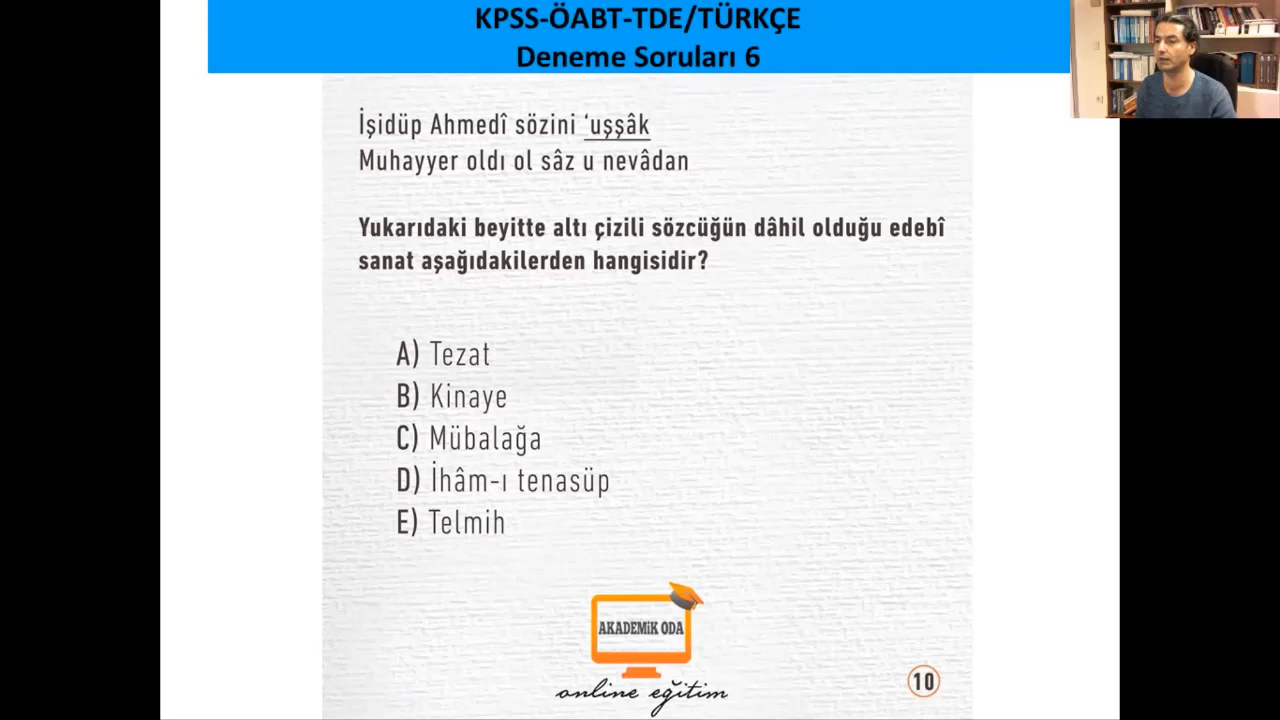 KPSS-ÖABT-TDE/TÜRKÇE
Deneme Soruları 6
İşidüp Ahmedî sözini ‘uşşâk
Muhayyer oldı ol sâz u nevâdan
Yukarıdaki beyitte altı çizili sözcüğün dâhil olduğu edebî
sanat aşağıdakilerden hangisidir?
A) Tezat
B) Kinaye
C) Mübalağa
D) İhâm-ı tenasüp
E) Telmih
AKADEMİK ODA
online eğitim
10